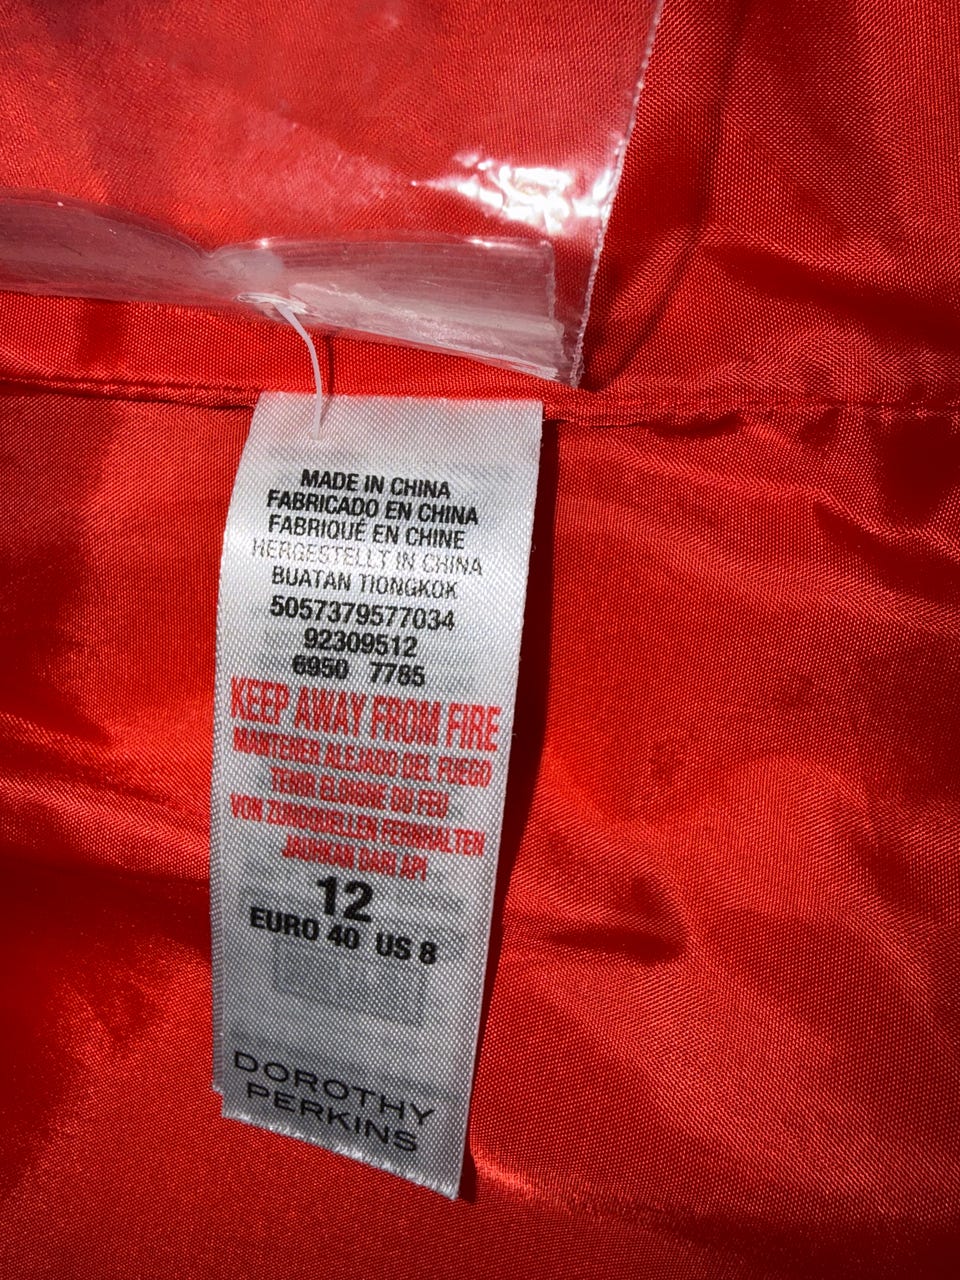 MADE IN CHINA
FABRICADO EN CHINA
FABRIQUÉ EN CHINE
HERGESTELLT IN CHINA
BUATAN TIONGKOK
5057379577034
92309512
6950 7785
KEEP AWAY FROM FIRE
MANTENER ALEJADO DEL FUEGO
TENIR ELOIGNE DU FEU
VON ZUNDQUELLEN FERNHALTEN
JAUHKAN DARI API
12
EURO 40 US 8
DOROTHY
PERKINS